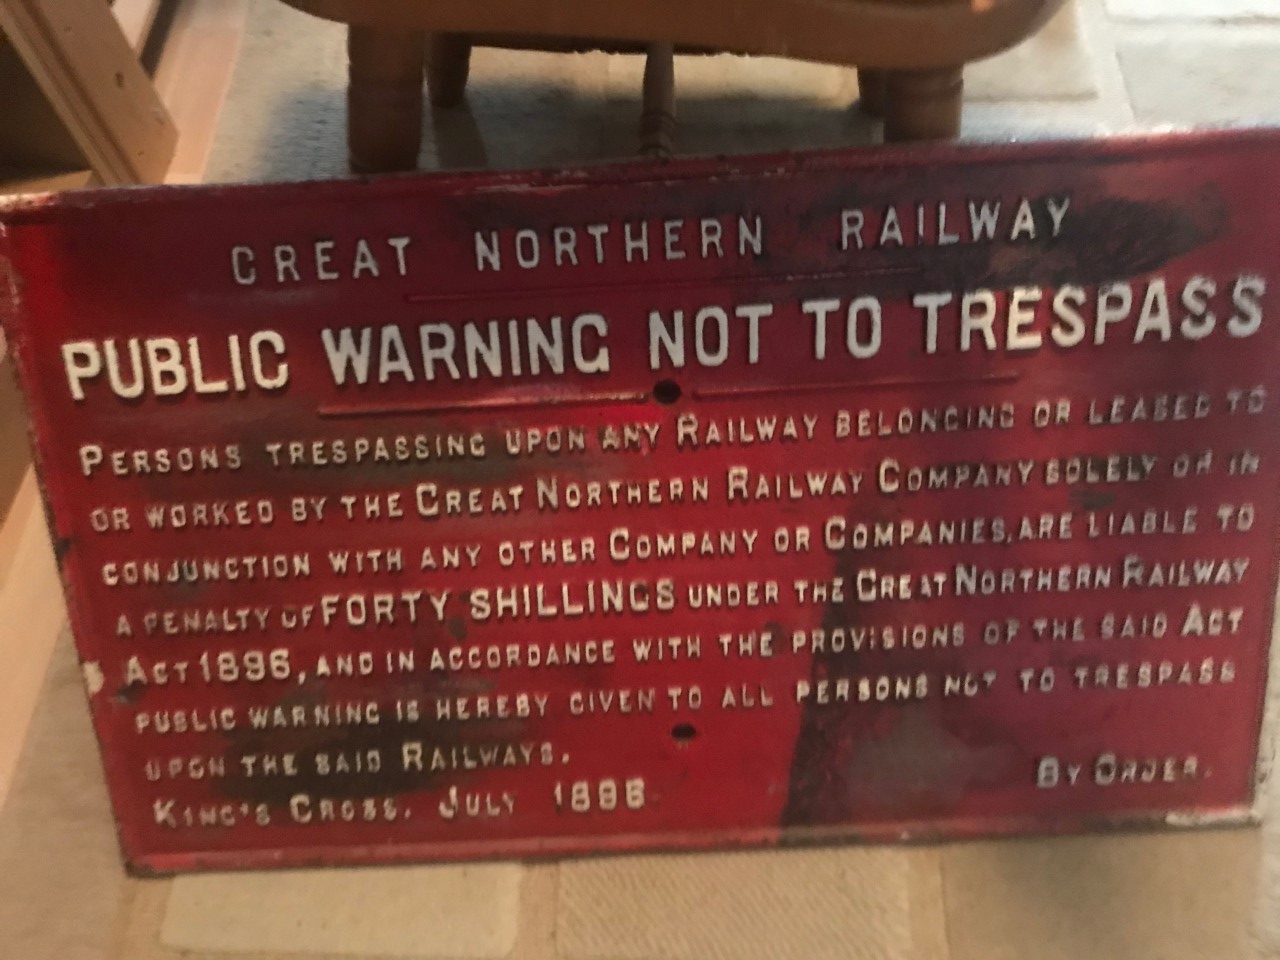 GREAT NORTHERN RAILWAY
PUBLIC WARNING NOT TO TRESPASS
PERSONS TRESPASSING UPON ANY RAILWAY BELONGING OR LEASED TO
OR WORKED BY THE GREAT NORTHERN RAILWAY COMPANY SOLELY OR IN
CONJUNCTION WITH ANY OTHER COMPANY OR COMPANIES, ARE LIABLE TO
A PENALTY OF FORTY SHILLINGS UNDER THE GREAT NORTHERN RAILWAY
ACT 1896, AND IN ACCORDANCE WITH THE PROVISIONS OF THE SAID ACT
PUBLIC WARNING IS HEREBY GIVEN TO ALL PERSONS NOT TO TRESPASS
UPON THE SAID RAILWAYS.
KING'S CROSS, JULY 1896 BY ORDER.